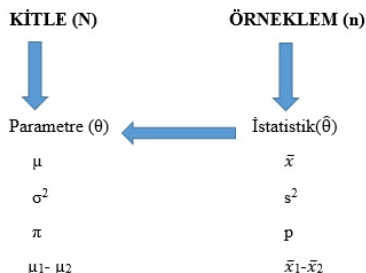 KİTLE (N) ÖRNEKLEM (n)
Parametre (θ) İstatistik(θ̂)
μ x̄
σ² s²
π p
μ₁- μ₂ x̄₁-x̄₂